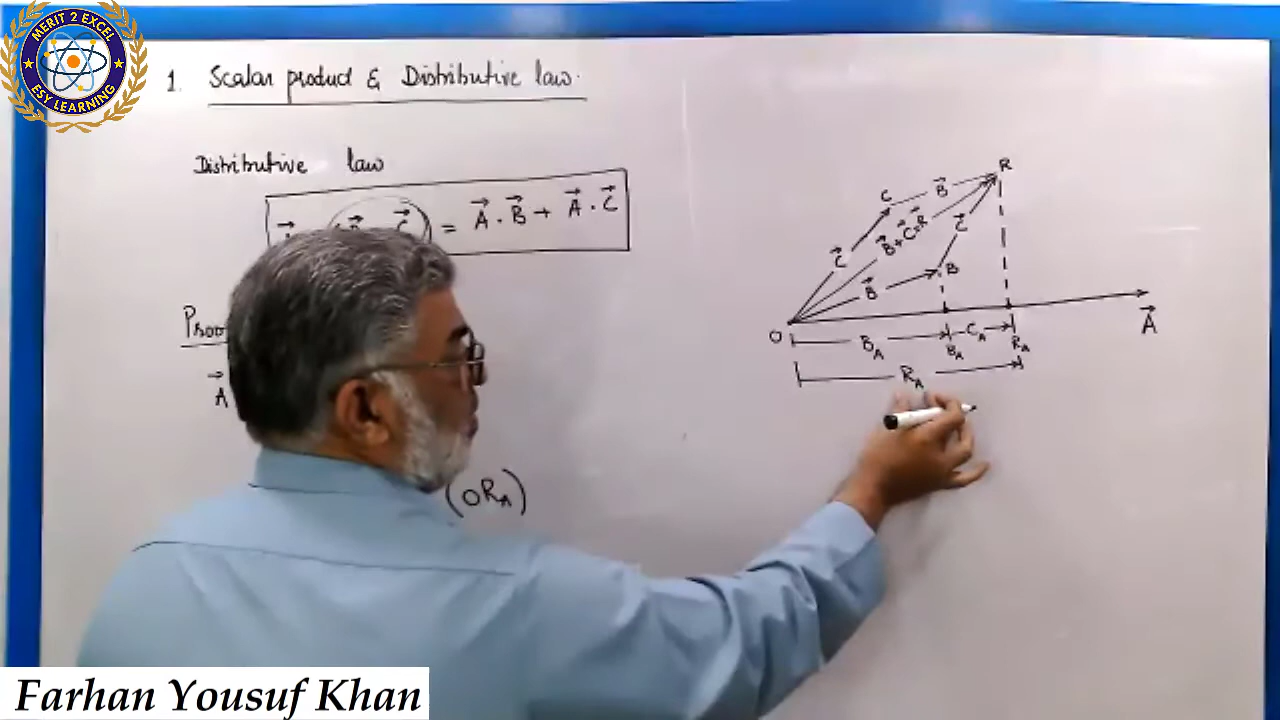 MERIT 2 EXCEL
ESY LEARNING
1. Scalar product & Distributive law.
Distributive law
= A⃗ . B⃗ + A⃗ . C⃗
A⃗
(ORA)
R
C
B⃗
C⃗
B⃗+C⃗=R⃗
C⃗
B
B⃗
O
A⃗
BA
CA
BA
RA
RA
Farhan Yousuf Khan